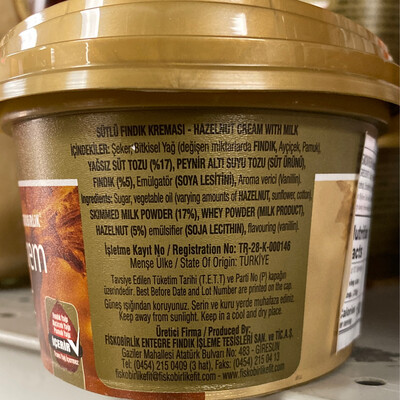 SÜTLÜ FINDIK KREMASI - HAZELNUT CREAM WITH MILK
İÇİNDEKİLER: Şeker, Bitkisel Yağ (değişen miktarlarda FINDIK, Ayçiçek, Pamuk),
YAĞSIZ SÜT TOZU (%17), PEYNİR ALTI SUYU TOZU (SÜT ÜRÜNÜ),
FINDIK (%5), Emülgatör (SOYA LESİTİNİ), Aroma verici (Vanillin).
Ingredients: Sugar, vegetable oil (varying amounts of HAZELNUT, sunflower, cotton),
SKIMMED MILK POWDER (17%), WHEY POWDER (MILK PRODUCT),
HAZELNUT (5%) emülsifier (SOJA LECITHIN), flavouring (vanillin).
İşletme Kayıt No / Registration No: TR-28-K-000146
Menşe Ülke / State Of Origin: TÜRKİYE
Tavsiye Edilen Tüketim Tarihi (T.E.T.T) ve Parti No (P) kapağın
üzerindedir. Best Before Date and Lot Number are printed on the cap.
Güneş ışığından koruyunuz. Serin ve kuru yerde muhafaza ediniz.
Keep away from sunlight. Keep in a cool and dry place.
Üretici Firma / Produced By:
FİSKOBİRLİK ENTEGRE FINDIK İŞLEME TESİSLERİ SAN. ve TİC.A.Ş.
Gaziler Mahallesi Atatürk Bulvarı No: 483 - GİRESUN
Tel: (0454) 215 0409 (3 hat) Fax: (0454) 215 04 13
fiskobirlikefit@fiskobirlikefit.com
em
İÇERİR